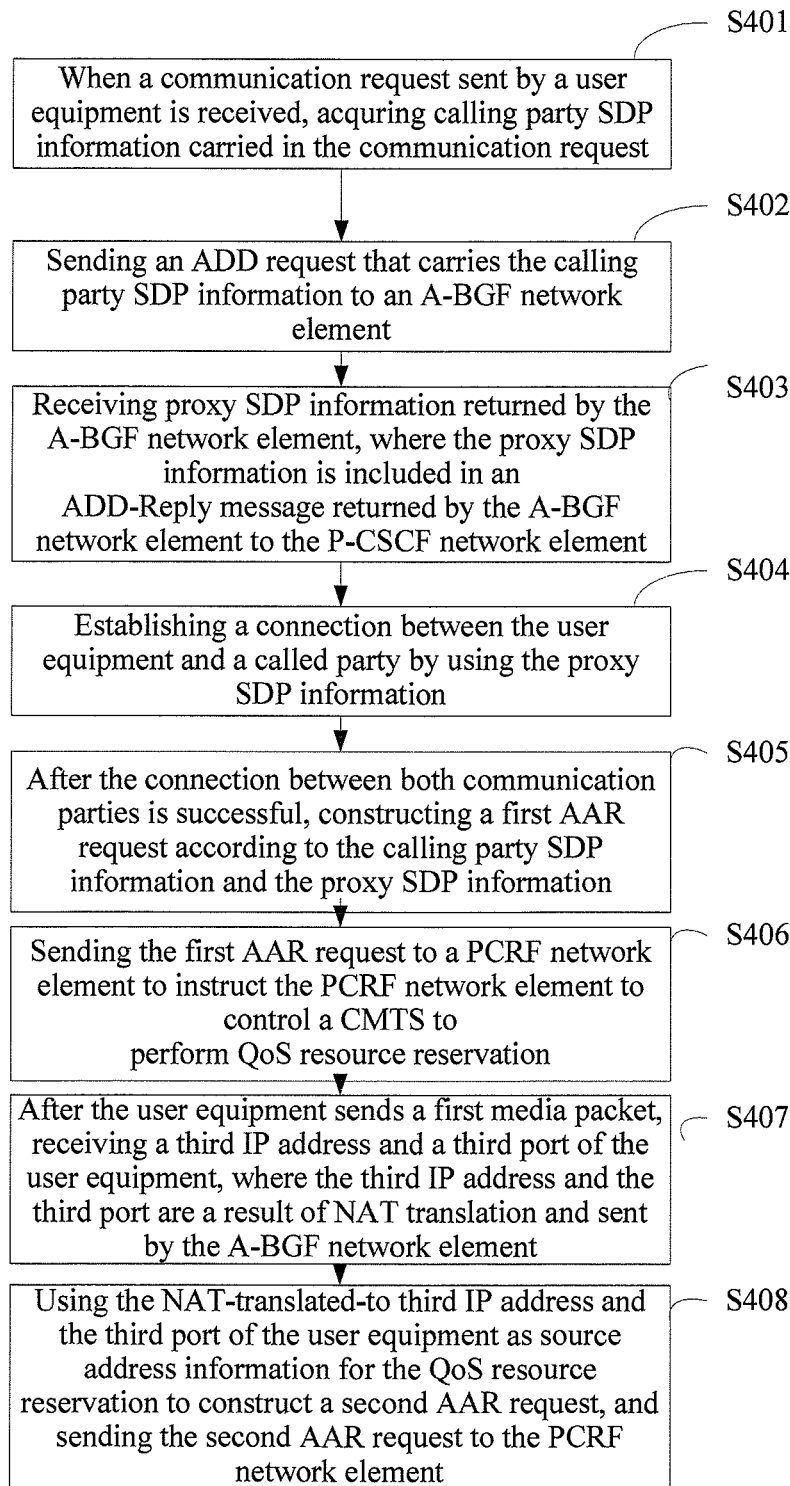 S401
When a communication request sent by a user
equipment is received, acquring calling party SDP
information carried in the communication request
S402
Sending an ADD request that carries the calling
party SDP information to an A-BGF network
element
S403
Receiving proxy SDP information returned by the
A-BGF network element, where the proxy SDP
information is included in an
ADD-Reply message returned by the A-BGF
network element to the P-CSCF network element
S404
Establishing a connection between the user
equipment and a called party by using the proxy
SDP information
S405
After the connection between both communication
parties is successful, constructing a first AAR
request according to the calling party SDP
information and the proxy SDP information
S406
Sending the first AAR request to a PCRF network
element to instruct the PCRF network element to
control a CMTS to
perform QoS resource reservation
S407
After the user equipment sends a first media packet,
receiving a third IP address and a third port of the
user equipment, where the third IP address and the
third port are a result of NAT translation and sent
by the A-BGF network element
S408
Using the NAT-translated-to third IP address and
the third port of the user equipment as source
address information for the QoS resource
reservation to construct a second AAR request, and
sending the second AAR request to the PCRF
network element